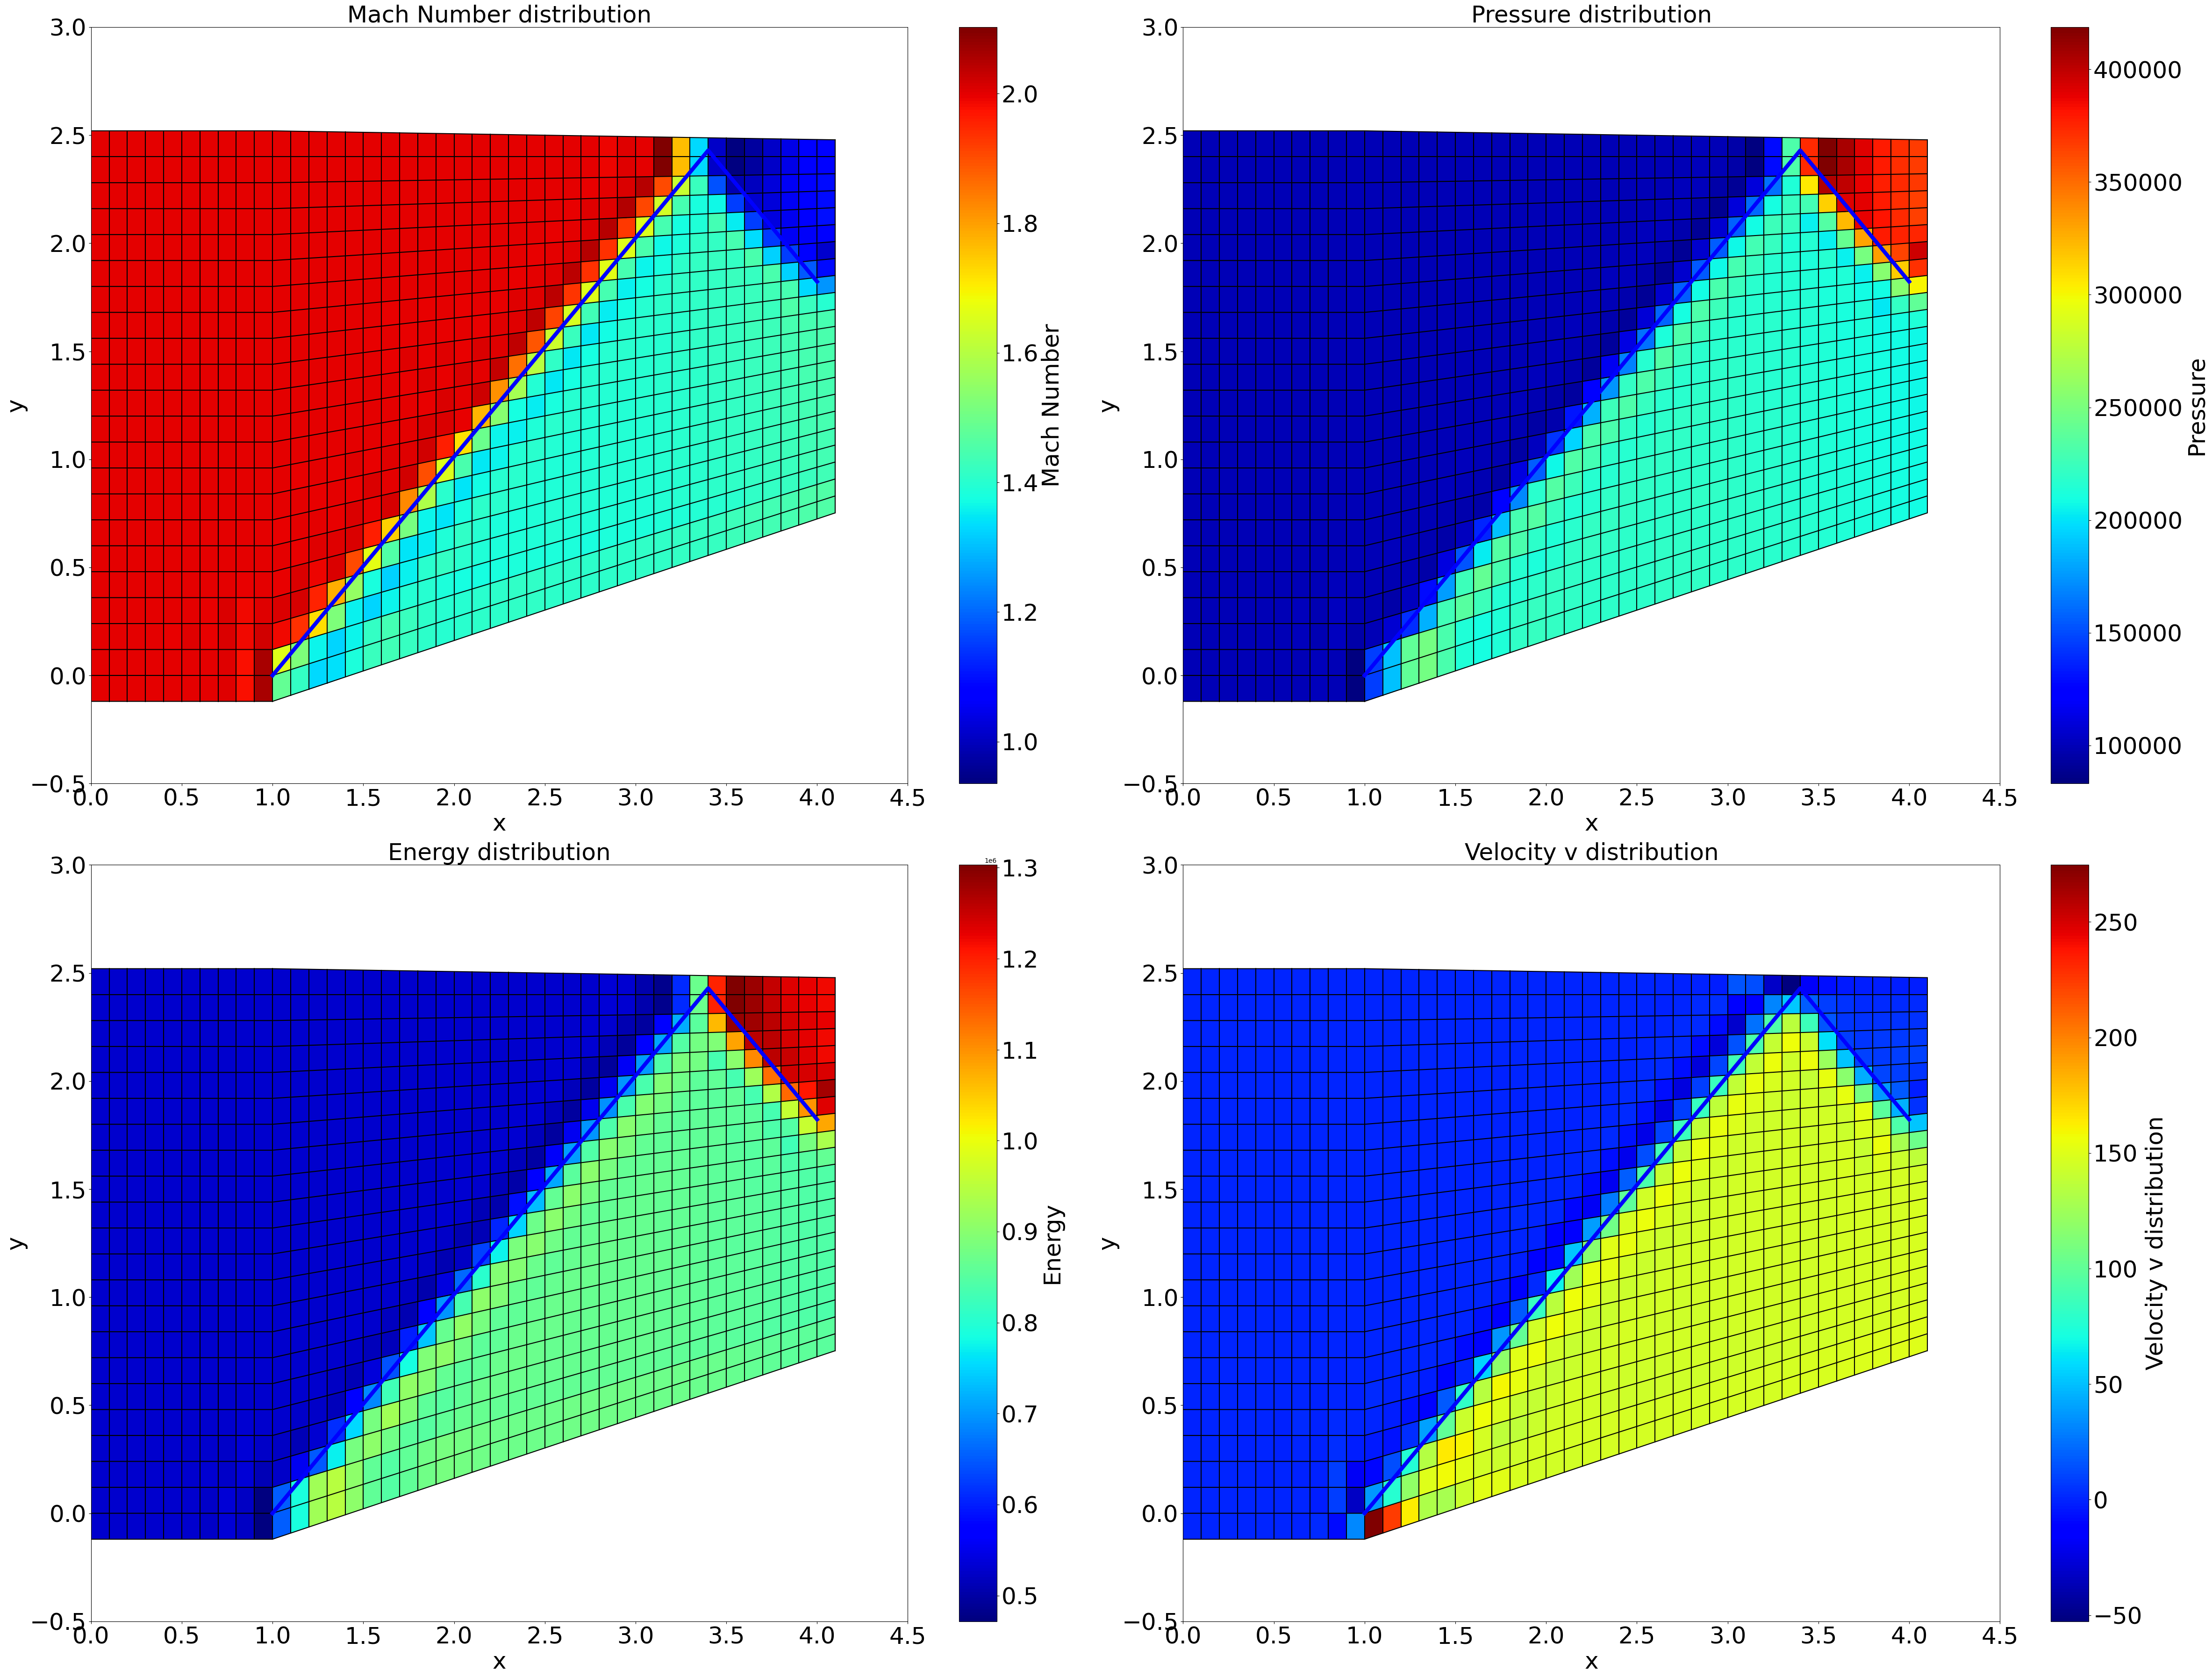 Mach Number distribution
3.0
2.5
2.0
1.5
1.0
0.5
0.0
−0.5
y
0.0 0.5 1.0 1.5 2.0 2.5 3.0 3.5 4.0 4.5
x
2.0
1.8
1.6
1.4
1.2
1.0
Mach Number
Pressure distribution
3.0
2.5
2.0
1.5
1.0
0.5
0.0
−0.5
y
0.0 0.5 1.0 1.5 2.0 2.5 3.0 3.5 4.0 4.5
x
400000
350000
300000
250000
200000
150000
100000
Pressure
Energy distribution
3.0
2.5
2.0
1.5
1.0
0.5
0.0
−0.5
y
0.0 0.5 1.0 1.5 2.0 2.5 3.0 3.5 4.0 4.5
x
1e6
1.3
1.2
1.1
1.0
0.9
0.8
0.7
0.6
0.5
Energy
Velocity v distribution
3.0
2.5
2.0
1.5
1.0
0.5
0.0
−0.5
y
0.0 0.5 1.0 1.5 2.0 2.5 3.0 3.5 4.0 4.5
x
250
200
150
100
50
0
−50
Velocity v distribution